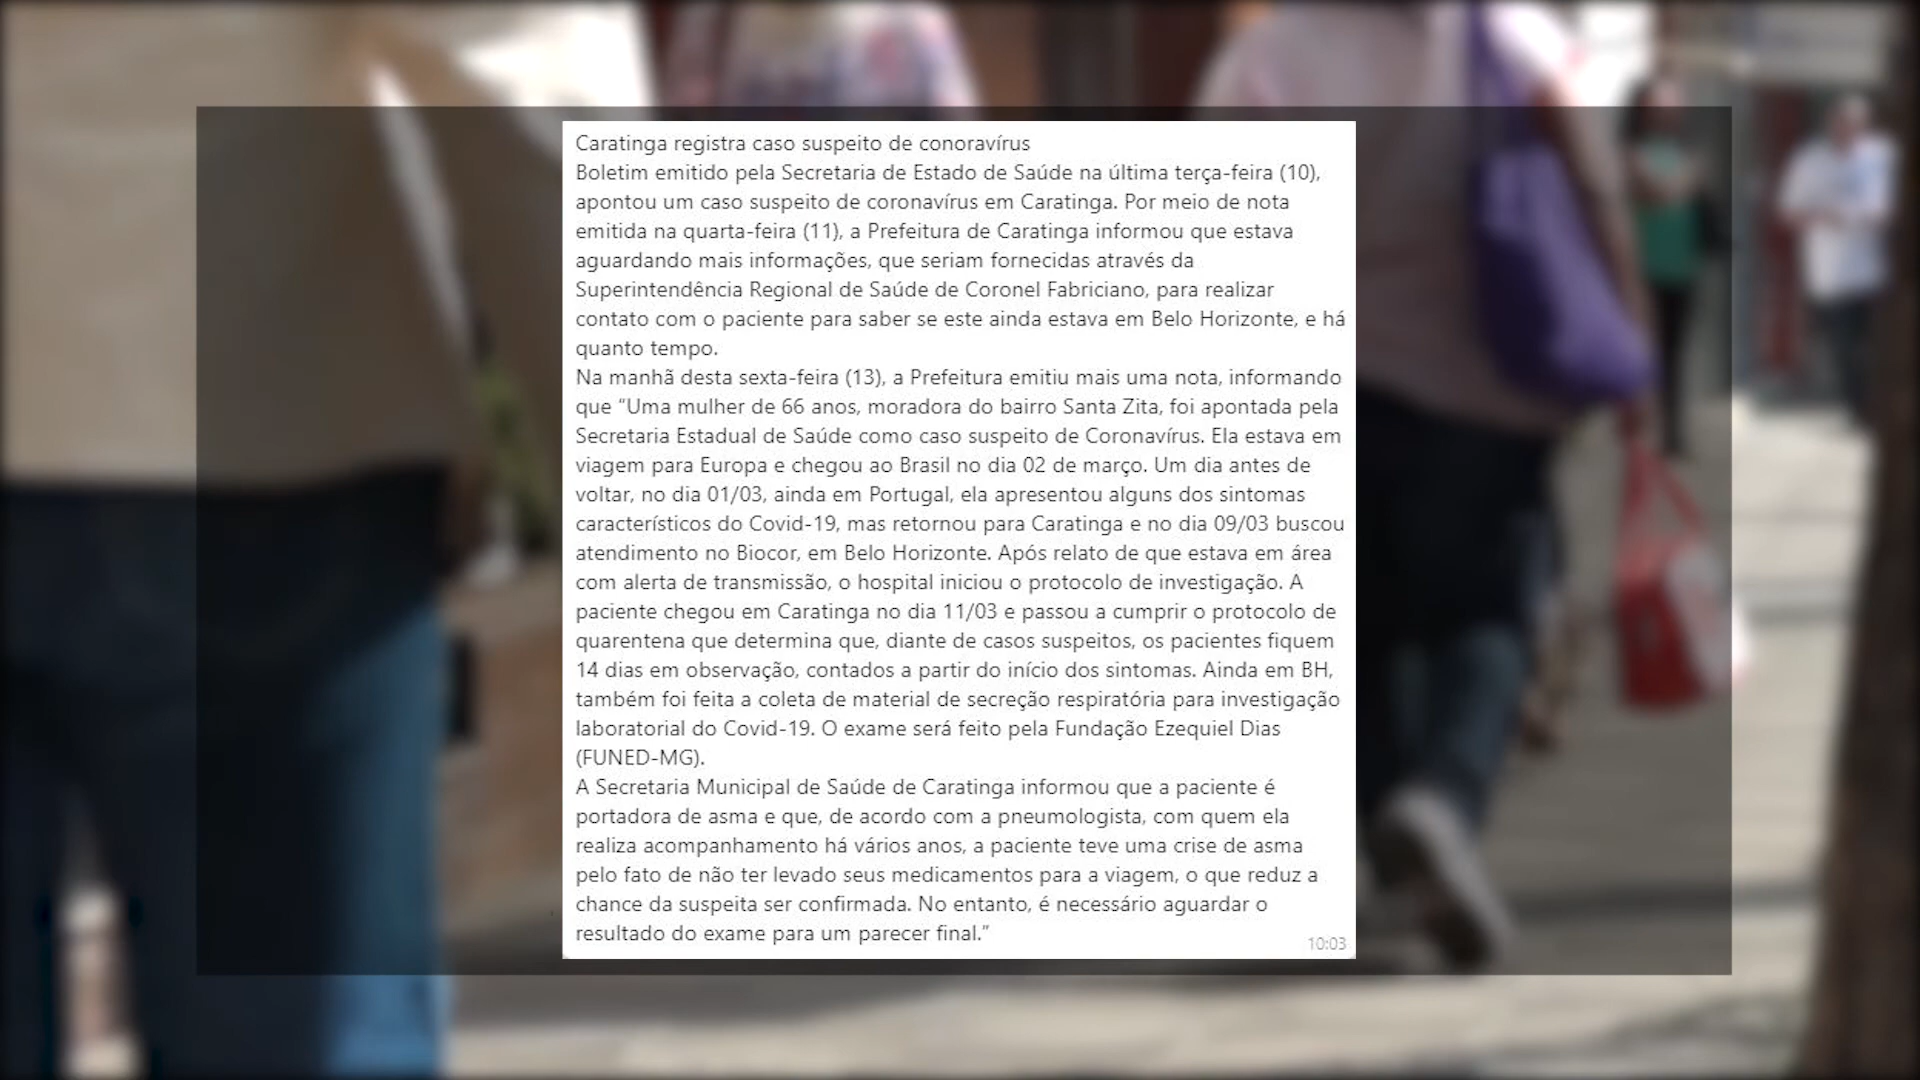 Caratinga registra caso suspeito de conoravírus
Boletim emitido pela Secretaria de Estado de Saúde na última terça-feira (10),
apontou um caso suspeito de coronavírus em Caratinga. Por meio de nota
emitida na quarta-feira (11), a Prefeitura de Caratinga informou que estava
aguardando mais informações, que seriam fornecidas através da
Superintendência Regional de Saúde de Coronel Fabriciano, para realizar
contato com o paciente para saber se este ainda estava em Belo Horizonte, e há
quanto tempo.
Na manhã desta sexta-feira (13), a Prefeitura emitiu mais uma nota, informando
que “Uma mulher de 66 anos, moradora do bairro Santa Zita, foi apontada pela
Secretaria Estadual de Saúde como caso suspeito de Coronavírus. Ela estava em
viagem para Europa e chegou ao Brasil no dia 02 de março. Um dia antes de
voltar, no dia 01/03, ainda em Portugal, ela apresentou alguns dos sintomas
característicos do Covid-19, mas retornou para Caratinga e no dia 09/03 buscou
atendimento no Biocor, em Belo Horizonte. Após relato de que estava em área
com alerta de transmissão, o hospital iniciou o protocolo de investigação. A
paciente chegou em Caratinga no dia 11/03 e passou a cumprir o protocolo de
quarentena que determina que, diante de casos suspeitos, os pacientes fiquem
14 dias em observação, contados a partir do início dos sintomas. Ainda em BH,
também foi feita a coleta de material de secreção respiratória para investigação
laboratorial do Covid-19. O exame será feito pela Fundação Ezequiel Dias
(FUNED-MG).
A Secretaria Municipal de Saúde de Caratinga informou que a paciente é
portadora de asma e que, de acordo com a pneumologista, com quem ela
realiza acompanhamento há vários anos, a paciente teve uma crise de asma
pelo fato de não ter levado seus medicamentos para a viagem, o que reduz a
chance da suspeita ser confirmada. No entanto, é necessário aguardar o
resultado do exame para um parecer final.”
10:03